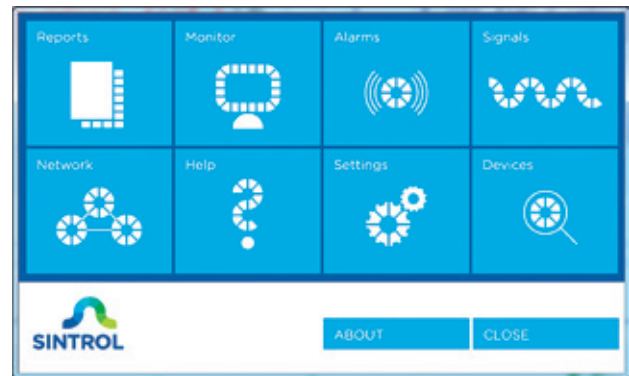 Reports Monitor Alarms Signals
Network Help Settings Devices
SINTROL ABOUT CLOSE